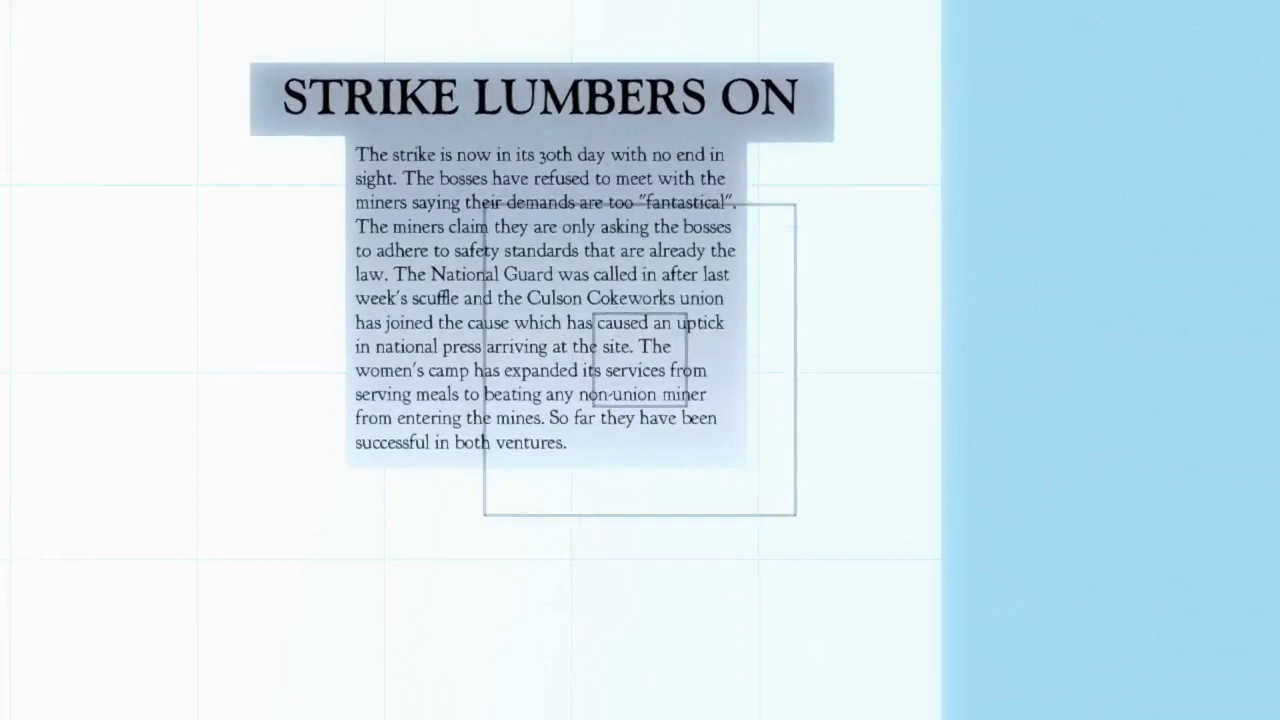 STRIKE LUMBERS ON
The strike is now in its 30th day with no end in
sight. The bosses have refused to meet with the
miners saying their demands are too "fantastical".
The miners claim they are only asking the bosses
to adhere to safety standards that are already the
law. The National Guard was called in after last
week's scuffle and the Culson Cokeworks union
has joined the cause which has caused an uptick
in national press arriving at the site. The
women's camp has expanded its services from
serving meals to beating any non-union miner
from entering the mines. So far they have been
successful in both ventures.